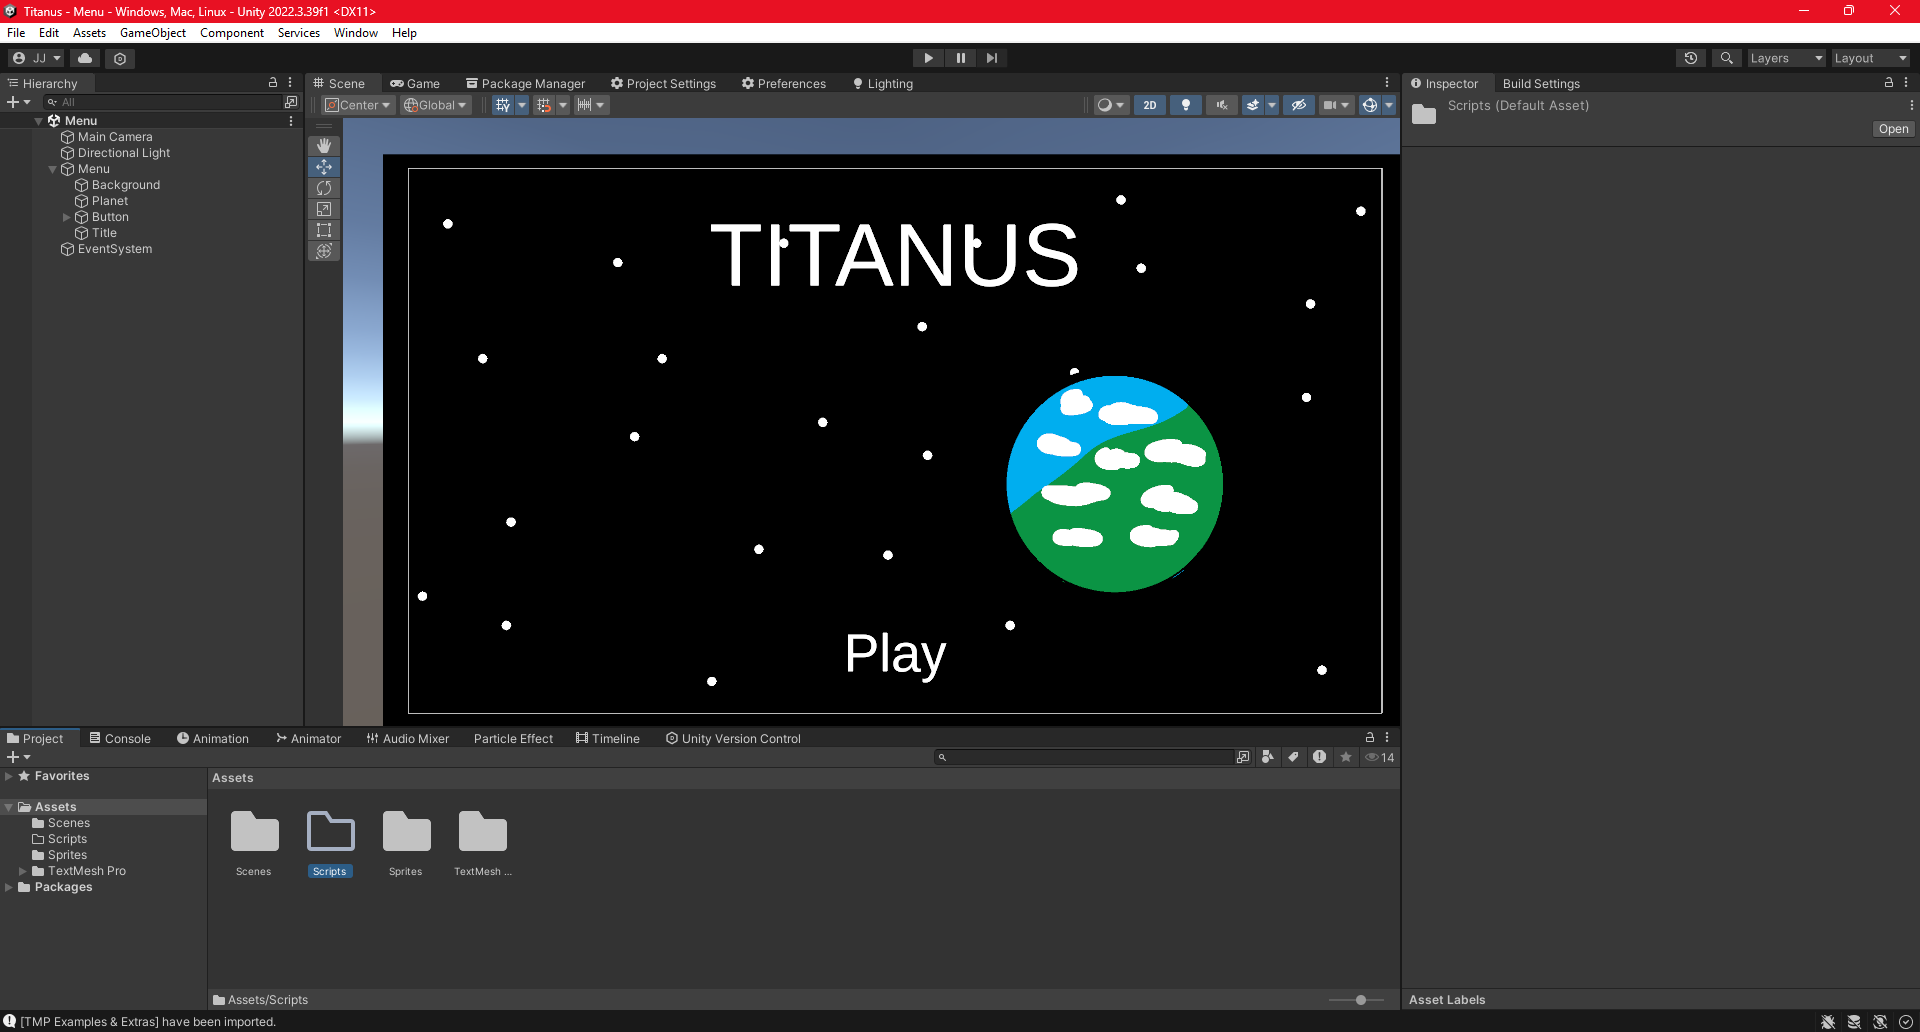 Titanus - Menu - Windows, Mac, Linux - Unity 2022.3.39f1 <DX11>
File Edit Assets GameObject Component Services Window Help
JJ
Layers Layout
Hierarchy
All
Menu
Main Camera
Directional Light
Menu
Background
Planet
Button
Title
EventSystem
Scene Game Package Manager Project Settings Preferences Lighting
Center Global 2D
TITANUS
Play
Inspector Build Settings
Scripts (Default Asset)
Open
Project Console Animation Animator Audio Mixer Particle Effect Timeline Unity Version Control
14
Favorites
Assets
Scenes
Scripts
Sprites
TextMesh Pro
Packages
Assets
Scenes Scripts Sprites TextMesh ...
Assets/Scripts
Asset Labels
[TMP Examples & Extras] have been imported.